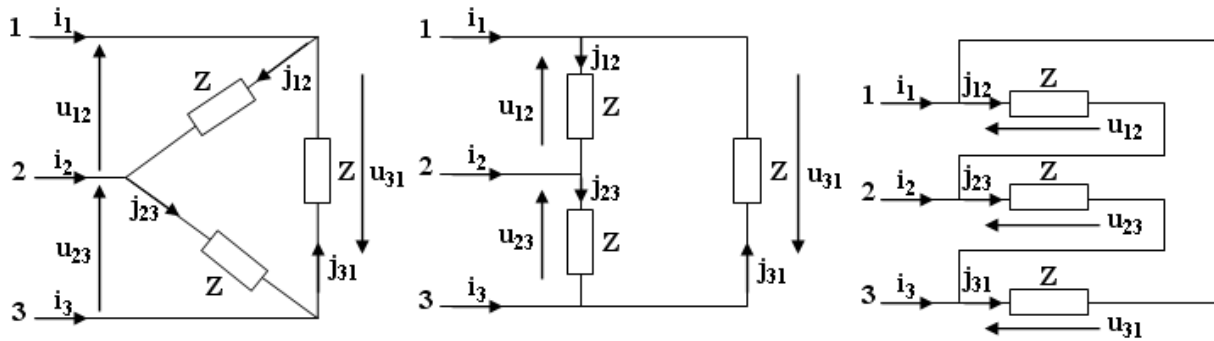 1 i₁
Z j₁₂
u₁₂
2 i₂
Z u₃₁
j₂₃
u₂₃
Z j₃₁
3 i₃
1 i₁
j₁₂
u₁₂ Z
2 i₂
j₂₃ Z u₃₁
u₂₃ Z
j₃₁
3 i₃
1 i₁ j₁₂ Z
u₁₂
2 i₂ j₂₃ Z
u₂₃
3 i₃ j₃₁ Z
u₃₁